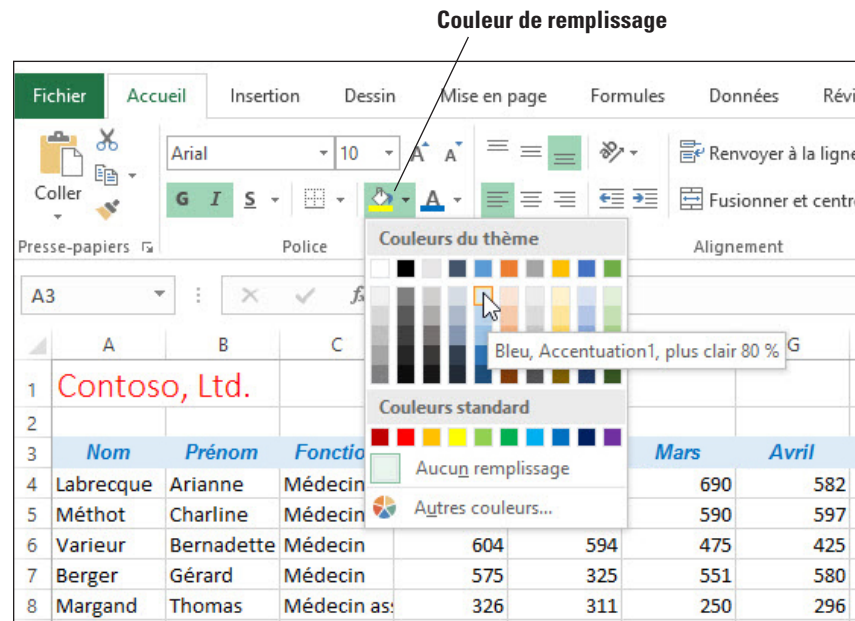 Couleur de remplissage
Fichier Accueil Insertion Dessin Mise en page Formules Données Révi
Arial 10 A A Renvoyer à la ligne
Coller
G I S A Fusionner et centr
Presse-papiers Police Alignement
Couleurs du thème
A3
A B C G
Bleu, Accentuation1, plus clair 80 %
1 Contoso, Ltd.
Couleurs standard
2
3 Nom Prénom Fonctio Mars Avril
Aucun remplissage
4 Labrecque Arianne Médecin 690 582
Autres couleurs...
5 Méthot Charline Médecin 590 597
6 Varieur Bernadette Médecin 604 594 475 425
7 Berger Gérard Médecin 575 325 551 580
8 Margand Thomas Médecin as 326 311 250 296